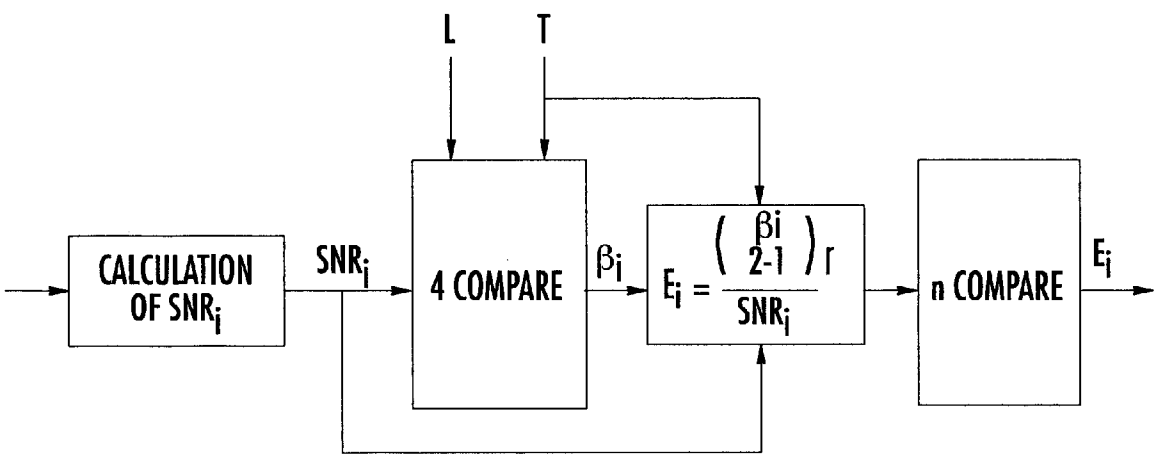 L
T
CALCULATION
OF SNRi
SNRi
4 COMPARE
βi
( βi
2-1 ) Γ
Ei =
SNRi
n COMPARE
Ei